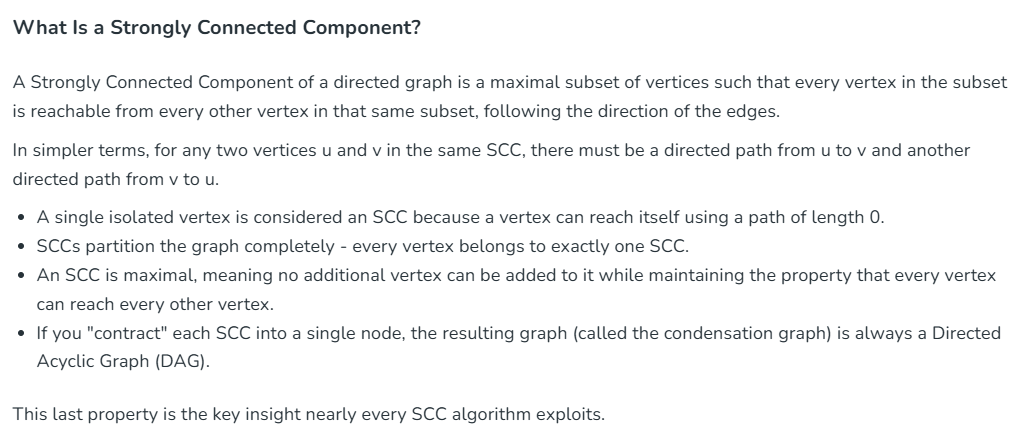 What Is a Strongly Connected Component?
A Strongly Connected Component of a directed graph is a maximal subset of vertices such that every vertex in the subset
is reachable from every other vertex in that same subset, following the direction of the edges.
In simpler terms, for any two vertices u and v in the same SCC, there must be a directed path from u to v and another
directed path from v to u.
• A single isolated vertex is considered an SCC because a vertex can reach itself using a path of length 0.
• SCCs partition the graph completely - every vertex belongs to exactly one SCC.
• An SCC is maximal, meaning no additional vertex can be added to it while maintaining the property that every vertex
can reach every other vertex.
• If you "contract" each SCC into a single node, the resulting graph (called the condensation graph) is always a Directed
Acyclic Graph (DAG).
This last property is the key insight nearly every SCC algorithm exploits.